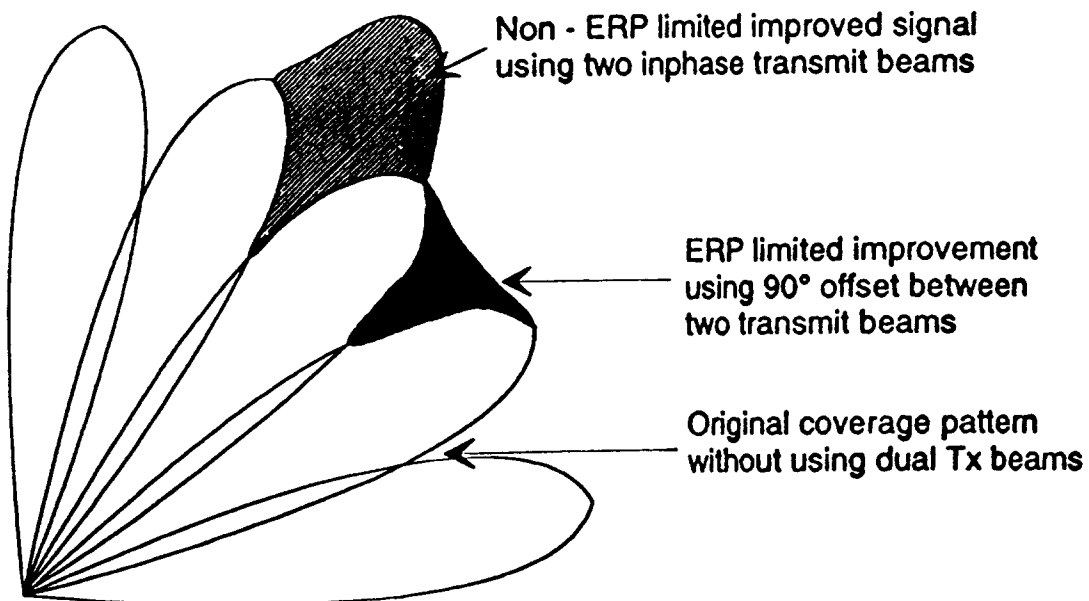 Non - ERP limited improved signal
using two inphase transmit beams
ERP limited improvement
using 90° offset between
two transmit beams
Original coverage pattern
without using dual Tx beams